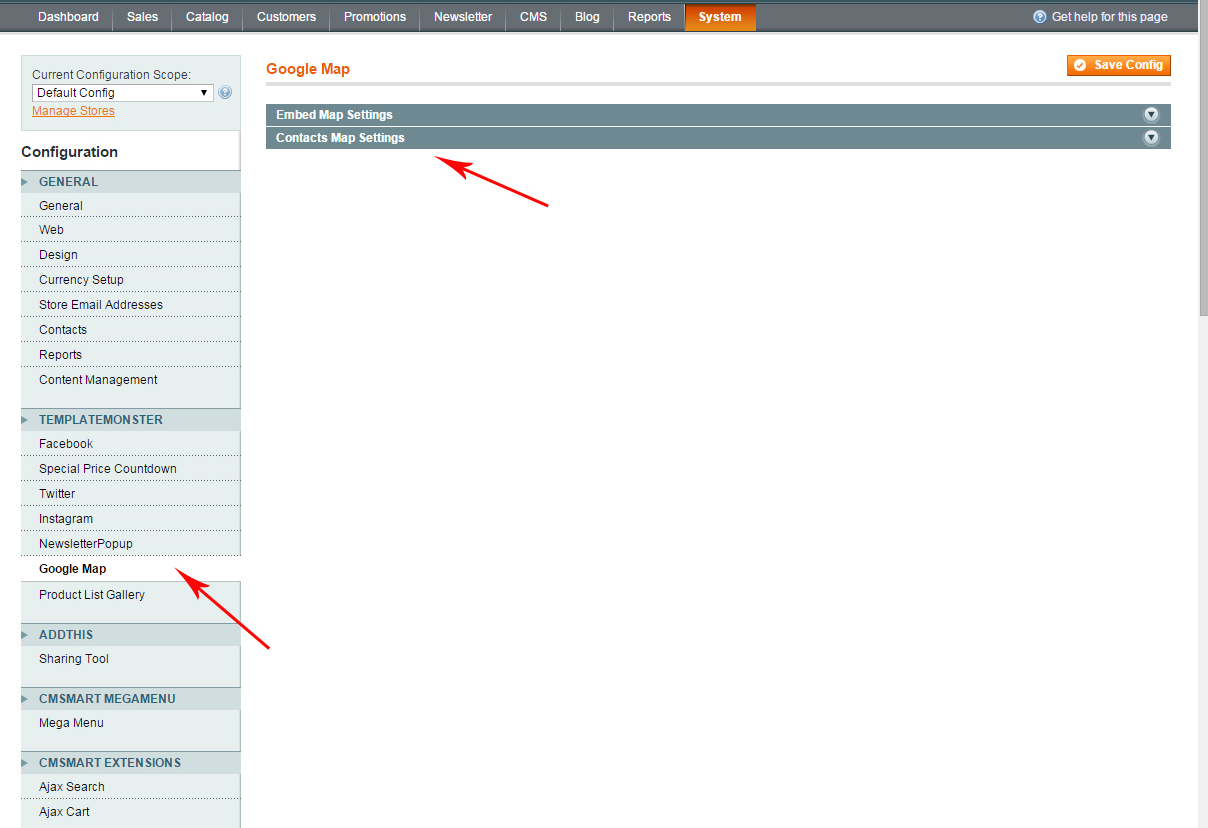 Dashboard Sales Catalog Customers Promotions Newsletter CMS Blog Reports System Get help for this page
Current Configuration Scope:
Default Config
Manage Stores
Configuration
GENERAL
General
Web
Design
Currency Setup
Store Email Addresses
Contacts
Reports
Content Management
TEMPLATEMONSTER
Facebook
Special Price Countdown
Twitter
Instagram
NewsletterPopup
Google Map
Product List Gallery
ADDTHIS
Sharing Tool
CMSMART MEGAMENU
Mega Menu
CMSMART EXTENSIONS
Ajax Search
Ajax Cart
Google Map
Save Config
Embed Map Settings
Contacts Map Settings